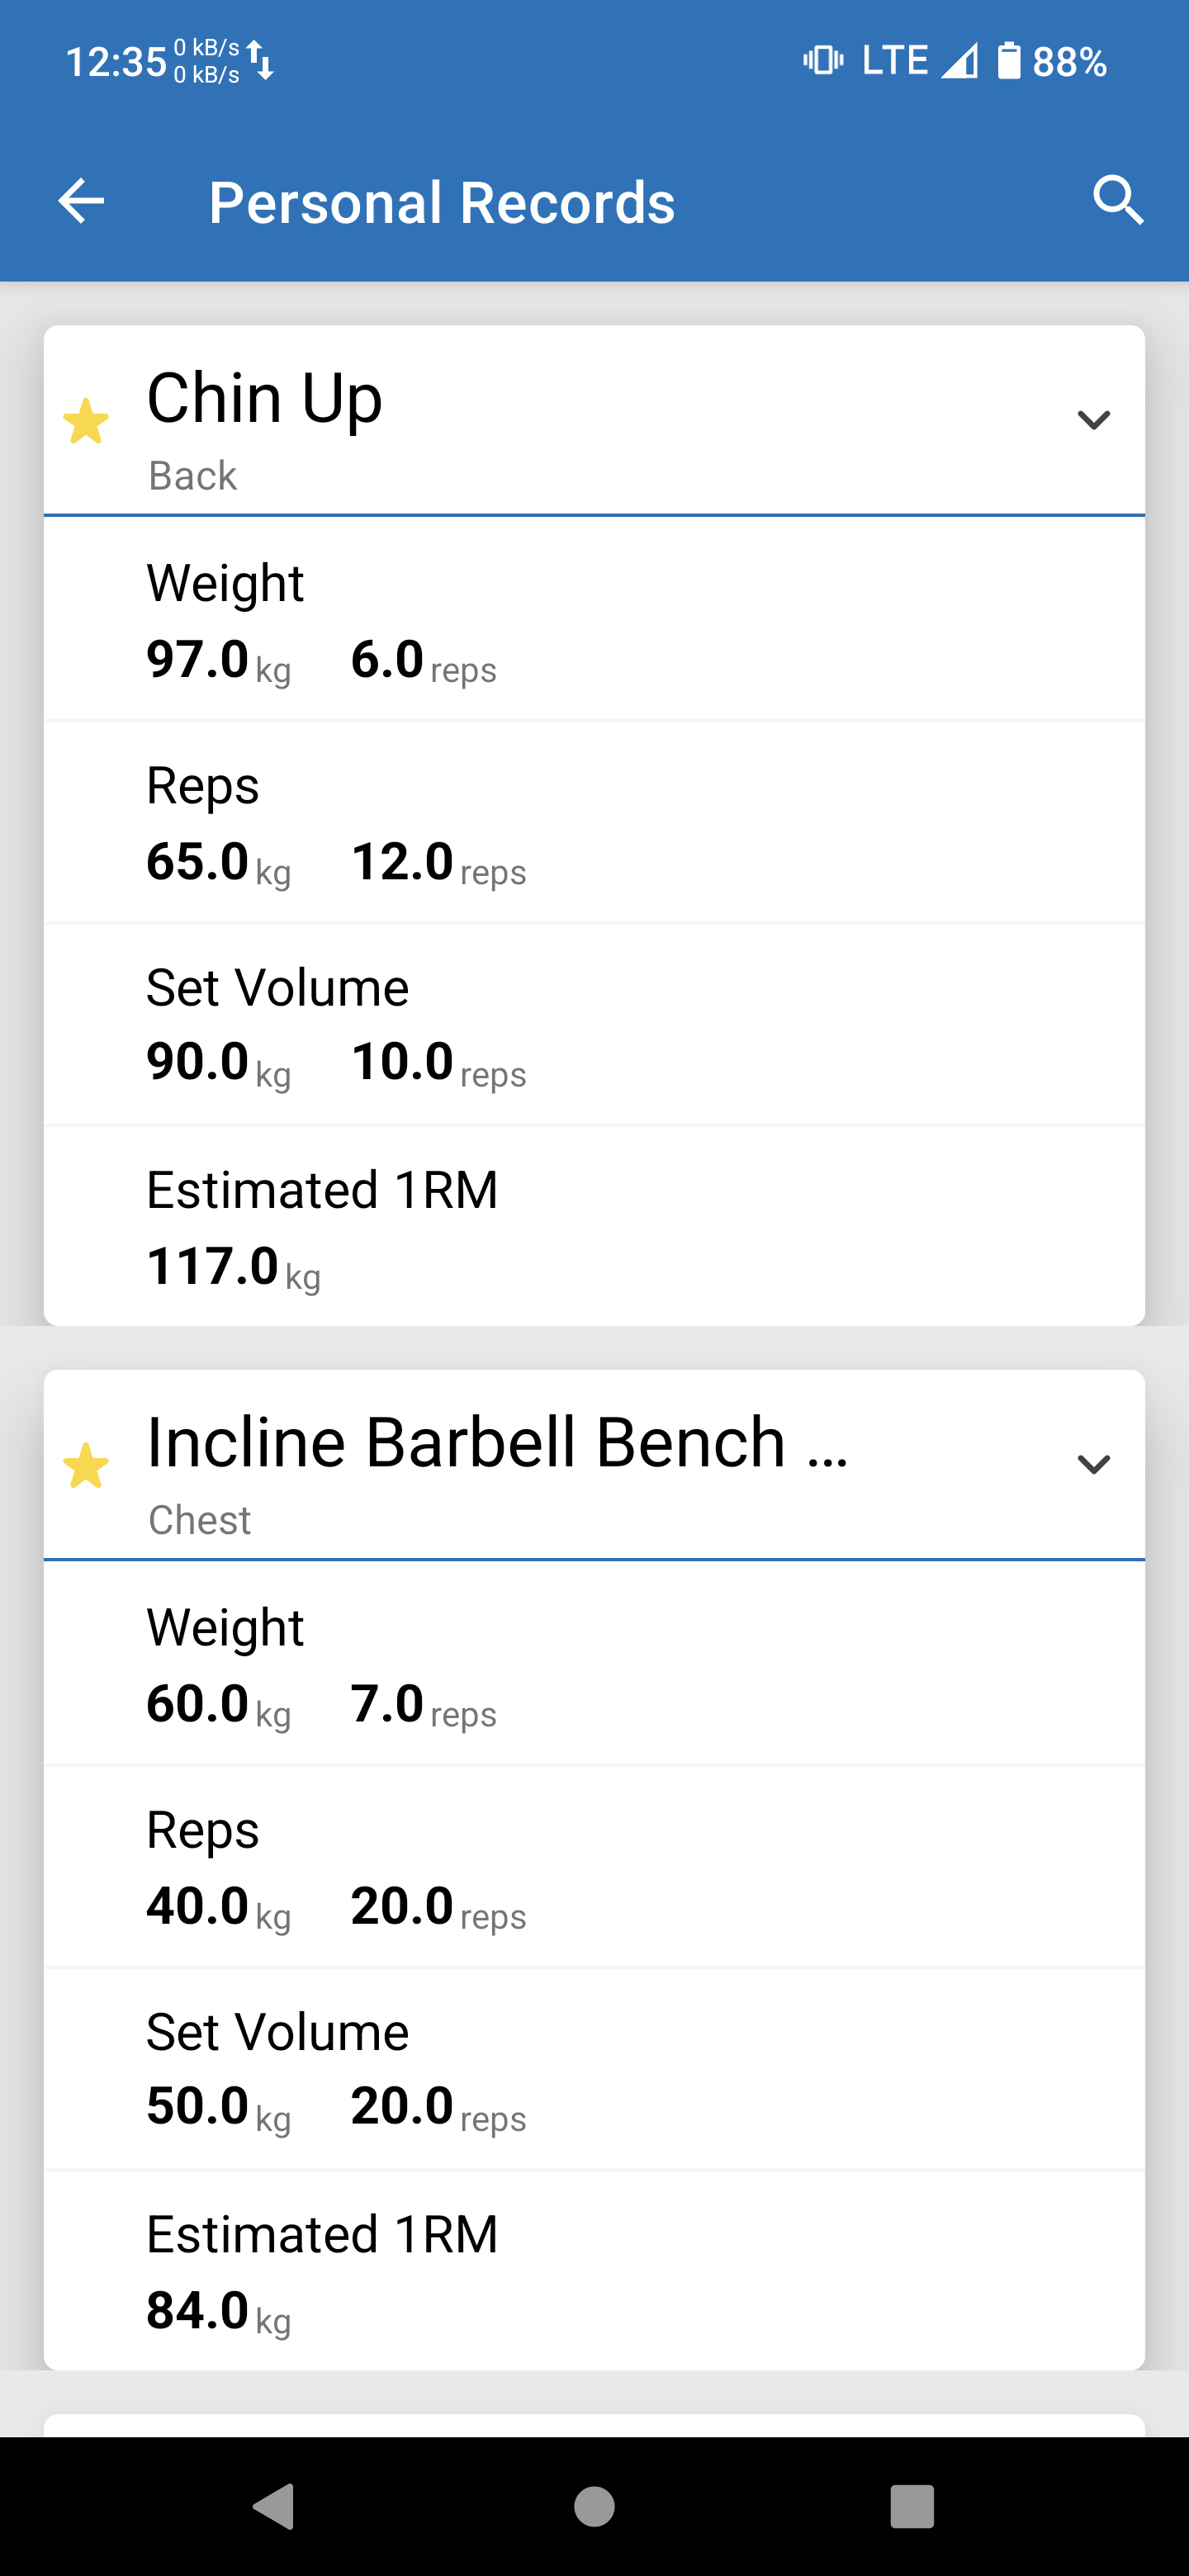 12:35 0 kB/s 0 kB/s LTE 88%
Personal Records
Chin Up
Back
Weight
97.0 kg 6.0 reps
Reps
65.0 kg 12.0 reps
Set Volume
90.0 kg 10.0 reps
Estimated 1RM
117.0 kg
Incline Barbell Bench ...
Chest
Weight
60.0 kg 7.0 reps
Reps
40.0 kg 20.0 reps
Set Volume
50.0 kg 20.0 reps
Estimated 1RM
84.0 kg